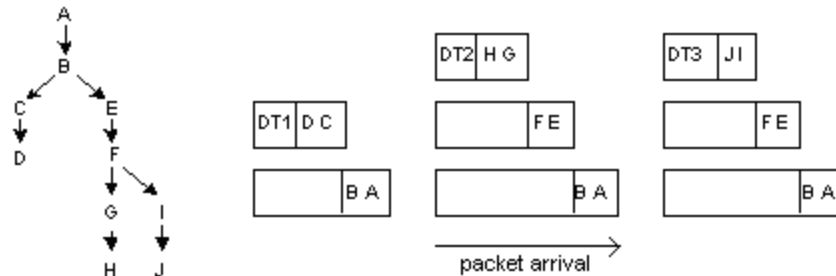 A
B
C E
D F
G I
H J
DT1 D C
B A
DT2 H G
F E
B A
DT3 J I
F E
B A
packet arrival